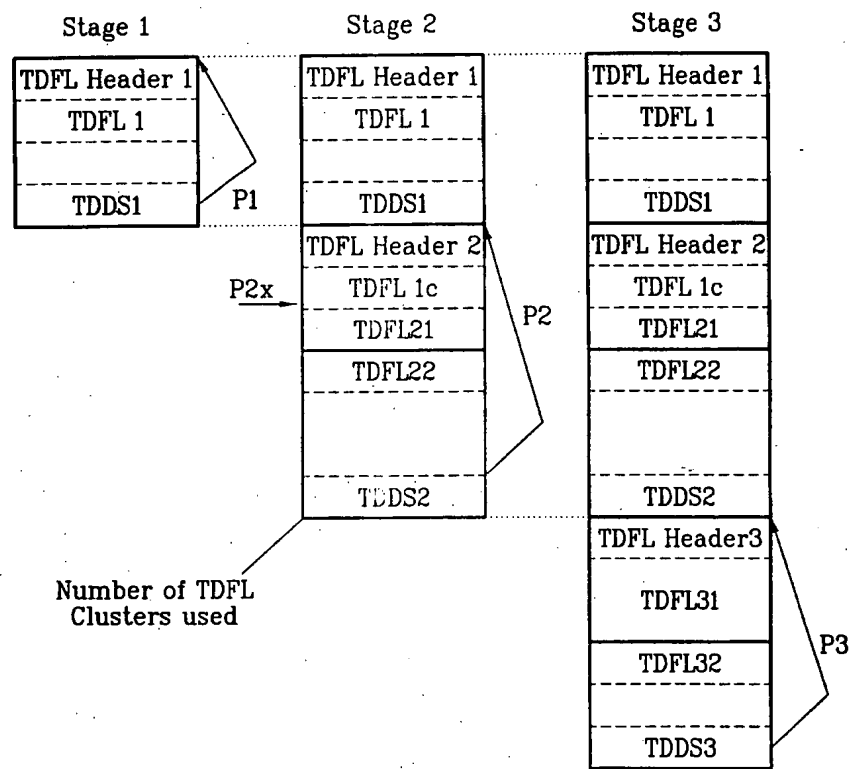 Stage 1
TDFL Header 1
TDFL 1
TDDS1
P1
Stage 2
TDFL Header 1
TDFL 1
TDDS1
TDFL Header 2
TDFL 1c
TDFL21
TDFL22
TDDS2
P2x
P2
Number of TDFL
Clusters used
Stage 3
TDFL Header 1
TDFL 1
TDDS1
TDFL Header 2
TDFL 1c
TDFL21
TDFL22
TDDS2
TDFL Header3
TDFL31
TDFL32
TDDS3
P3